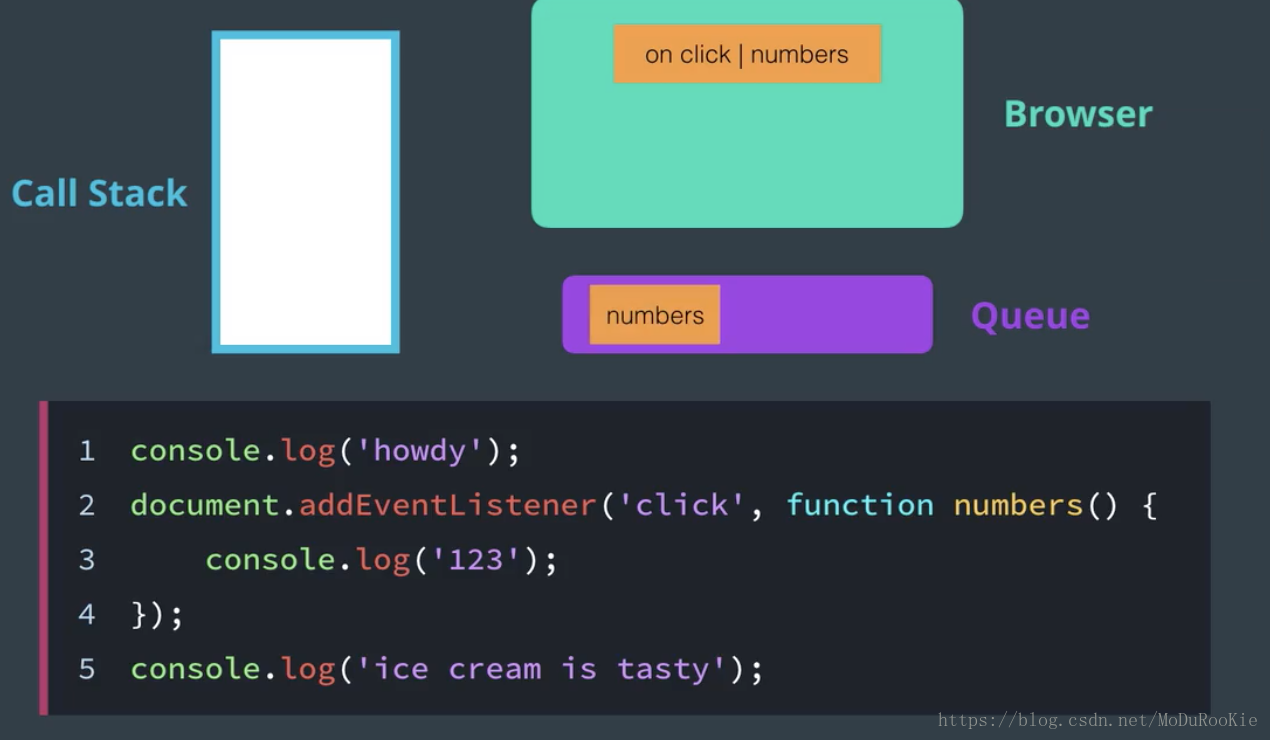 on click | numbers
Browser
Call Stack
numbers
Queue
1 console.log('howdy');
2 document.addEventListener('click', function numbers() {
3     console.log('123');
4 });
5 console.log('ice cream is tasty');
https://blog.csdn.net/MoDuRooKie